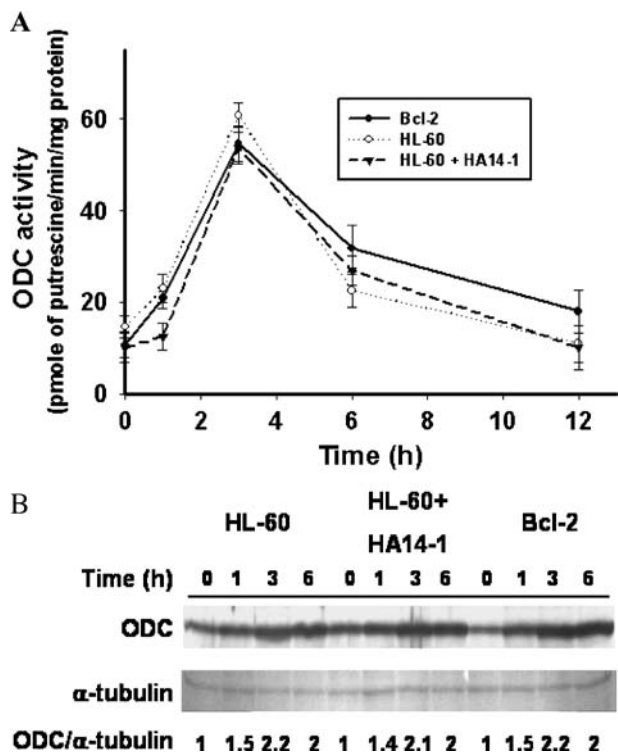 A
ODC activity
(pmole of putrescine/min/mg protein)
60
40
20
0
Bcl-2
HL-60
HL-60 + HA14-1
0 2 4 6 8 10 12
Time (h)
B
HL-60 HL-60+ HA14-1 Bcl-2
Time (h) 0 1 3 6 0 1 3 6 0 1 3 6
ODC
α-tubulin
ODC/α-tubulin 1 1.5 2.2 2 1 1.4 2.1 2 1 1.5 2.2 2